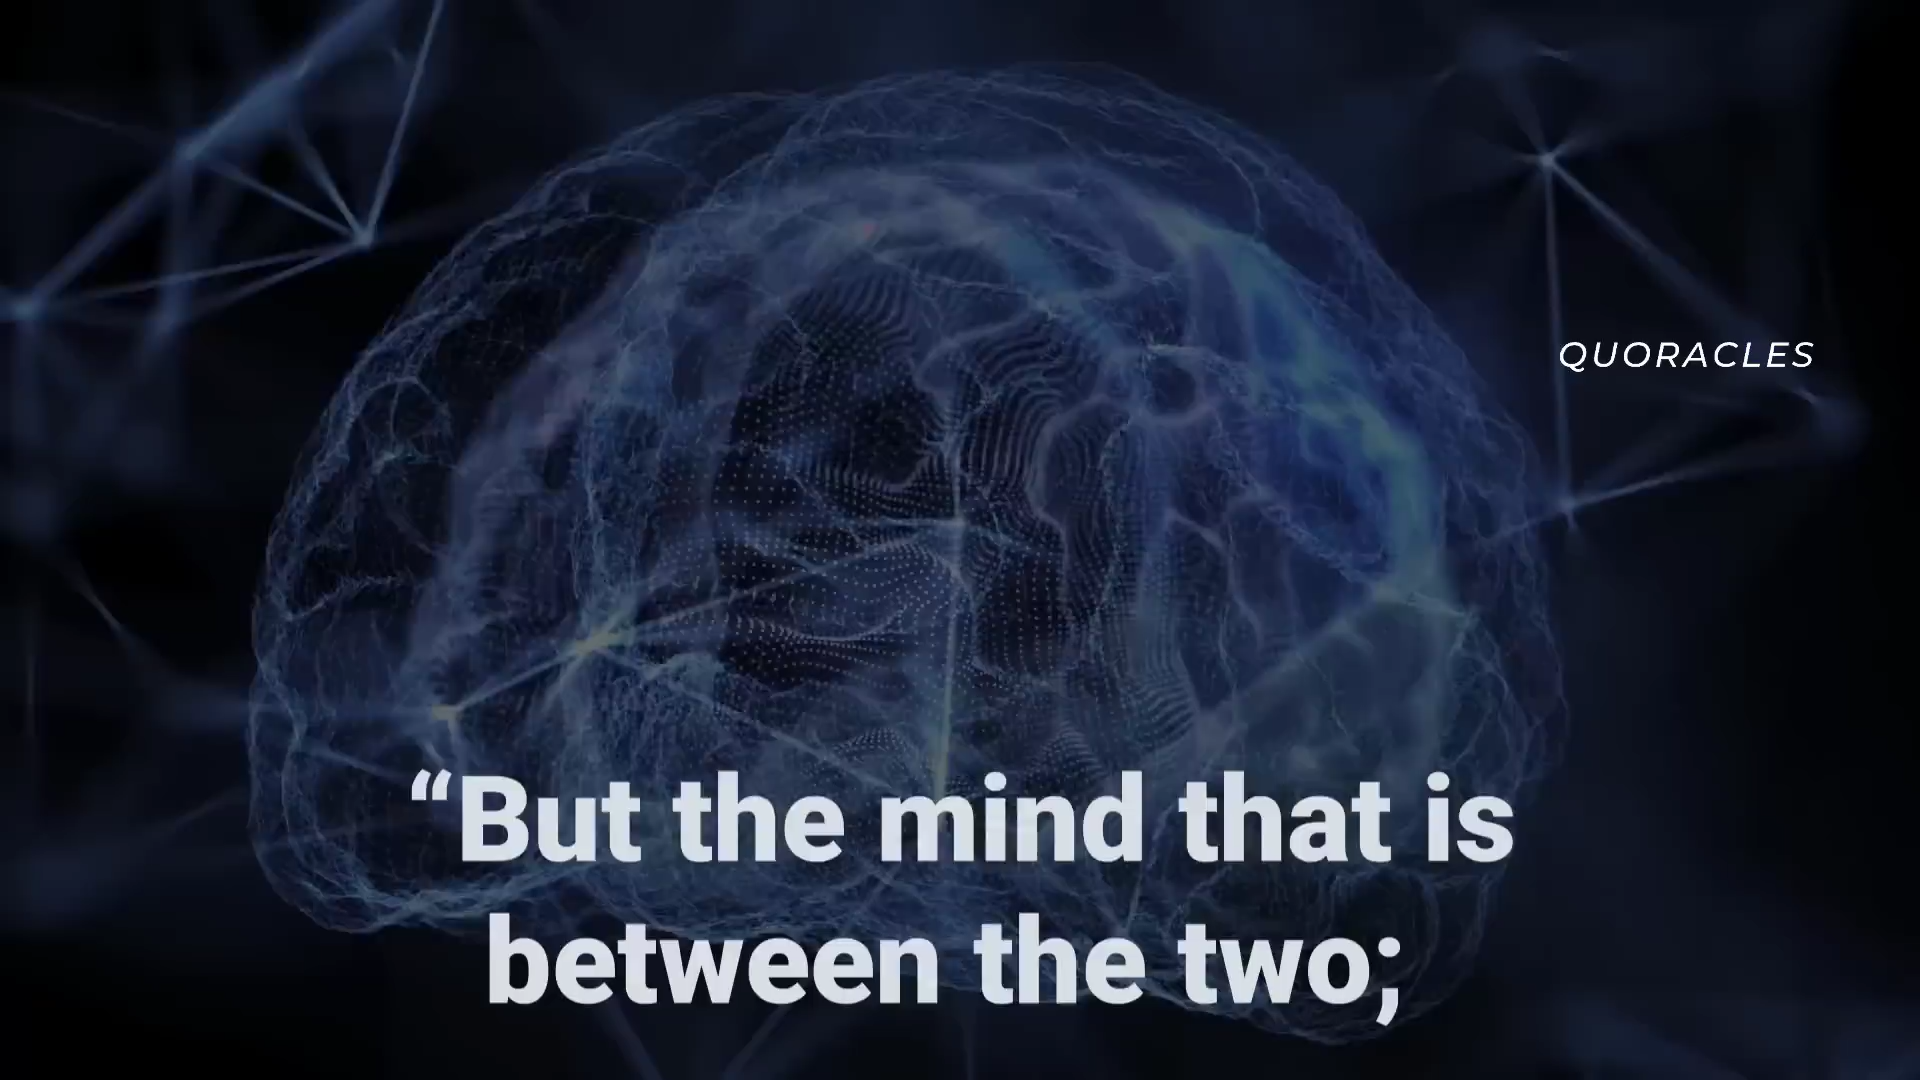 QUORACLES
“But the mind that is
between the two;